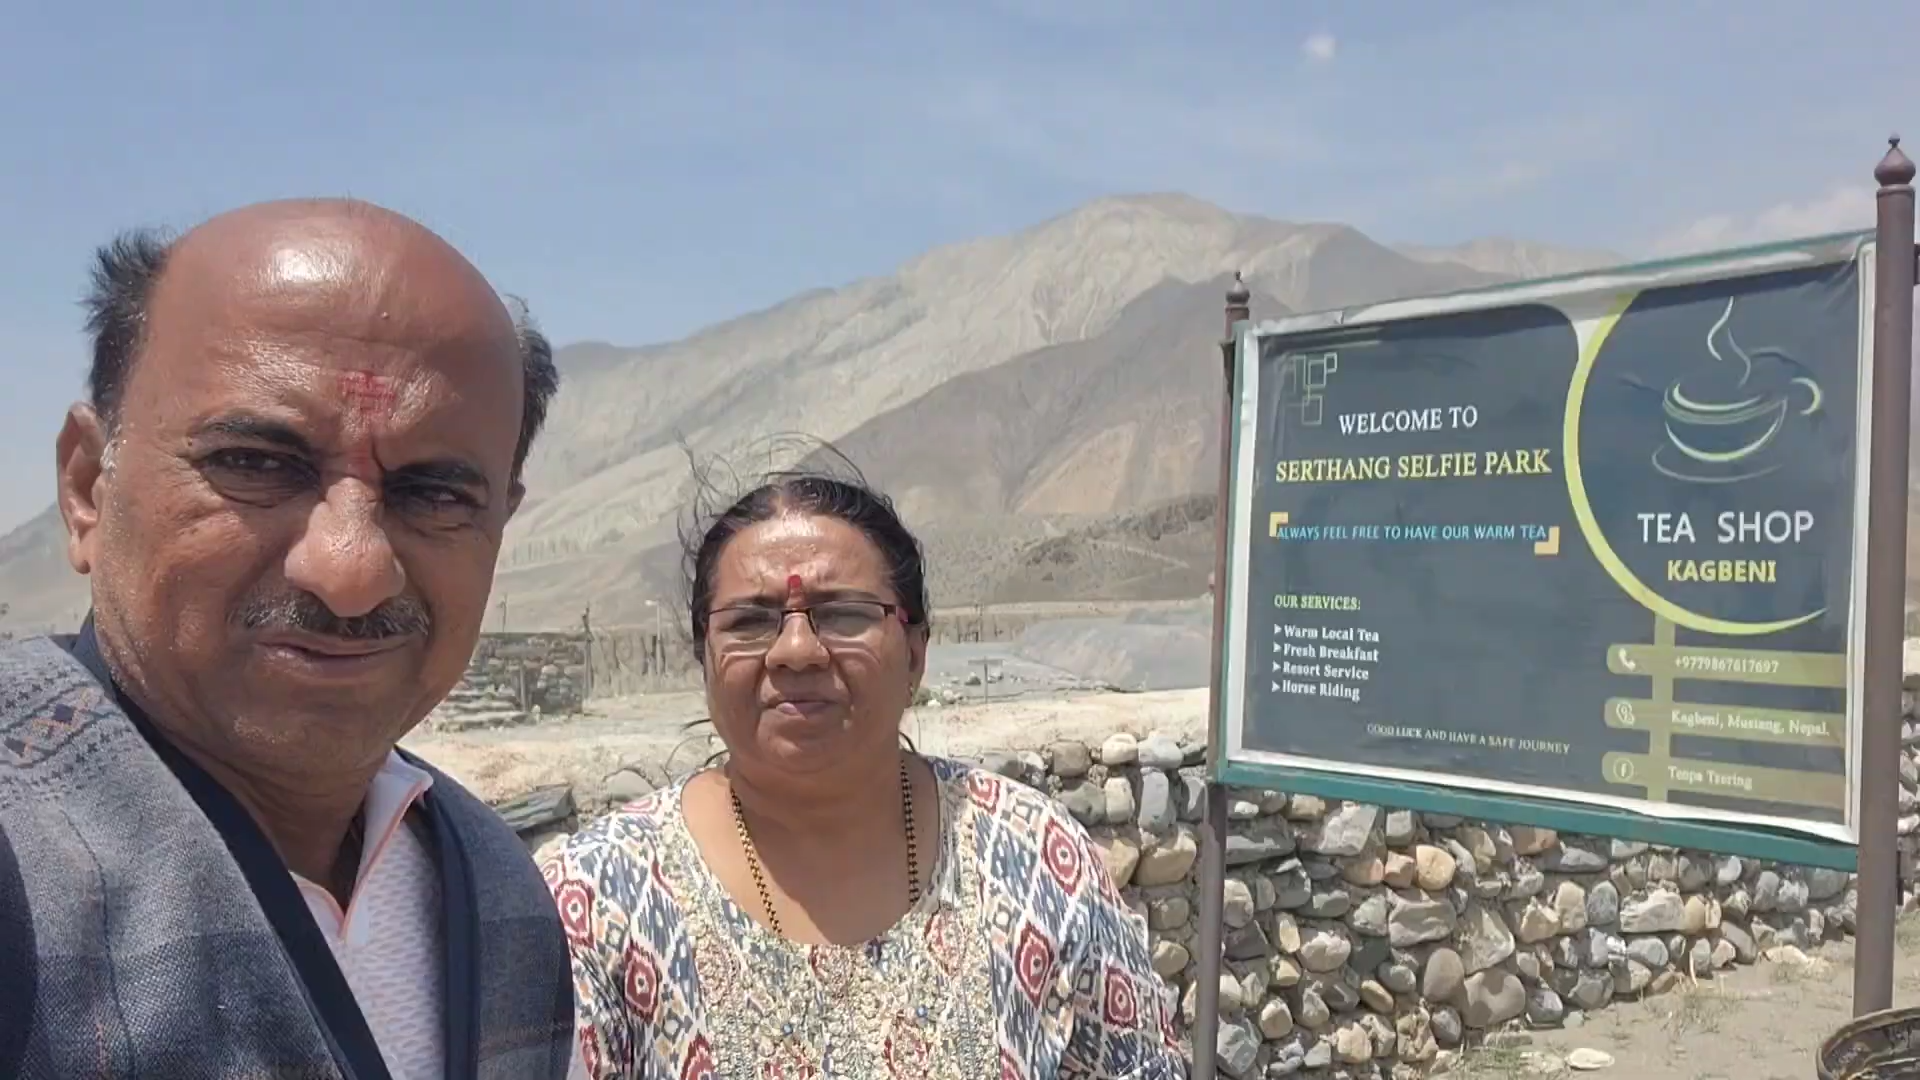 WELCOME TO
SERTHANG SELFIE PARK
ALWAYS FEEL FREE TO HAVE OUR WARM TEA
OUR SERVICES:
Warm Local Tea
Fresh Breakfast
Resort Service
Horse Riding
GOOD LUCK AND HAVE A SAFE JOURNEY
TEA SHOP
KAGBENI
+9779867617697
Kagbeni, Mustang, Nepal.
Tenpa Tsering